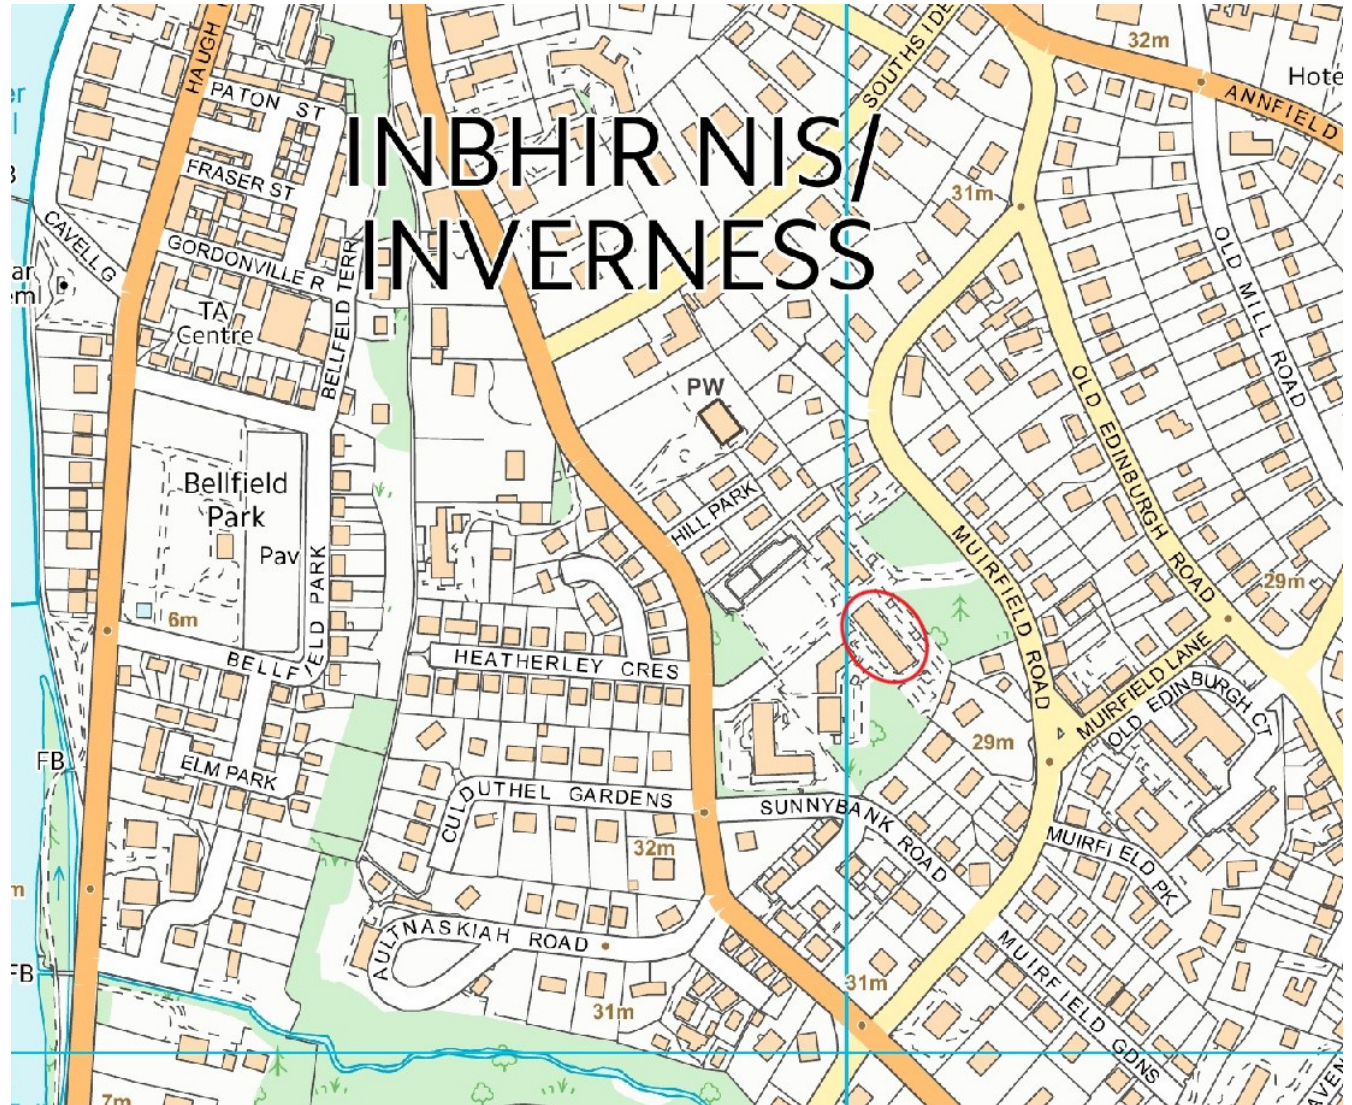 HAUGH
PATON ST
FRASER ST
CAVELL G
GORDONVILLE R
BELLFELD TERR
TA
Centre
INBHIR NIS/
INVERNESS
SOUTHSIDE
32m
Hote
ANNFIELD
31m
OLD MILL ROAD
OLD EDINBURGH ROAD
PW
HILL PARK
Bellfield
Park
Pav
6m
BELLFIELD PARK
HEATHERLEY CRES
MUIRFIELD ROAD
29m
MUIRFIELD LANE
OLD EDINBURGH CT
29m
FB
ELM PARK
CULDUTHEL GARDENS
SUNNYBANK ROAD
32m
MUIRFIELD PK
AULTNASKIAH ROAD
FB
31m
31m
MUIRFIELD GDNS
7m